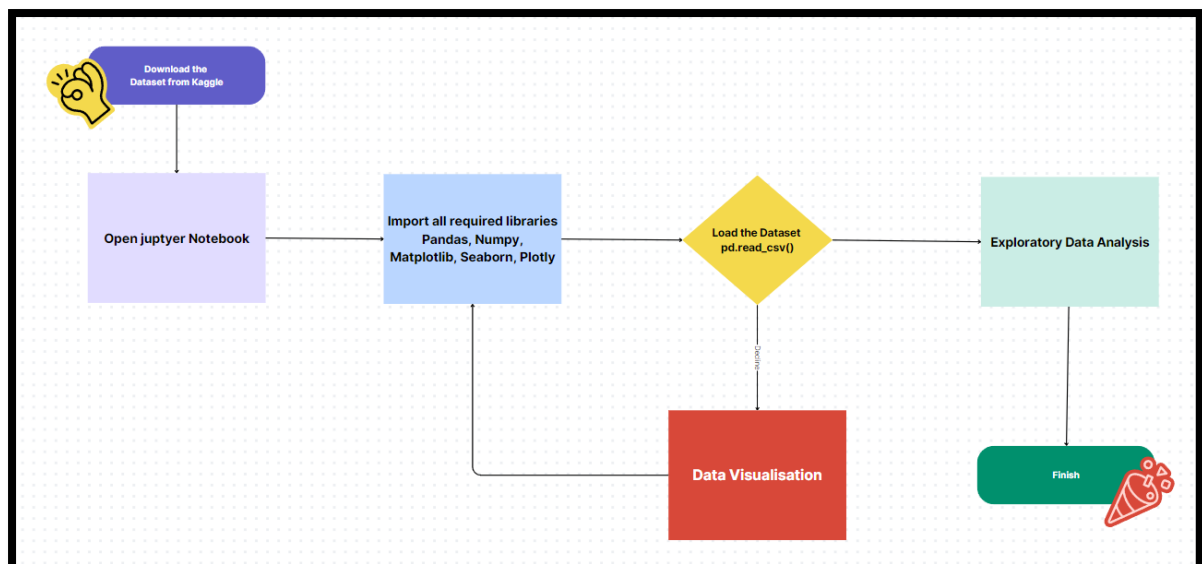 Download the
Dataset from Kaggle
Open juptyer Notebook
Import all required libraries
Pandas, Numpy,
Matplotlib, Seaborn, Plotly
Load the Dataset
pd.read_csv()
Exploratory Data Analysis
Decline
Data Visualisation
Finish